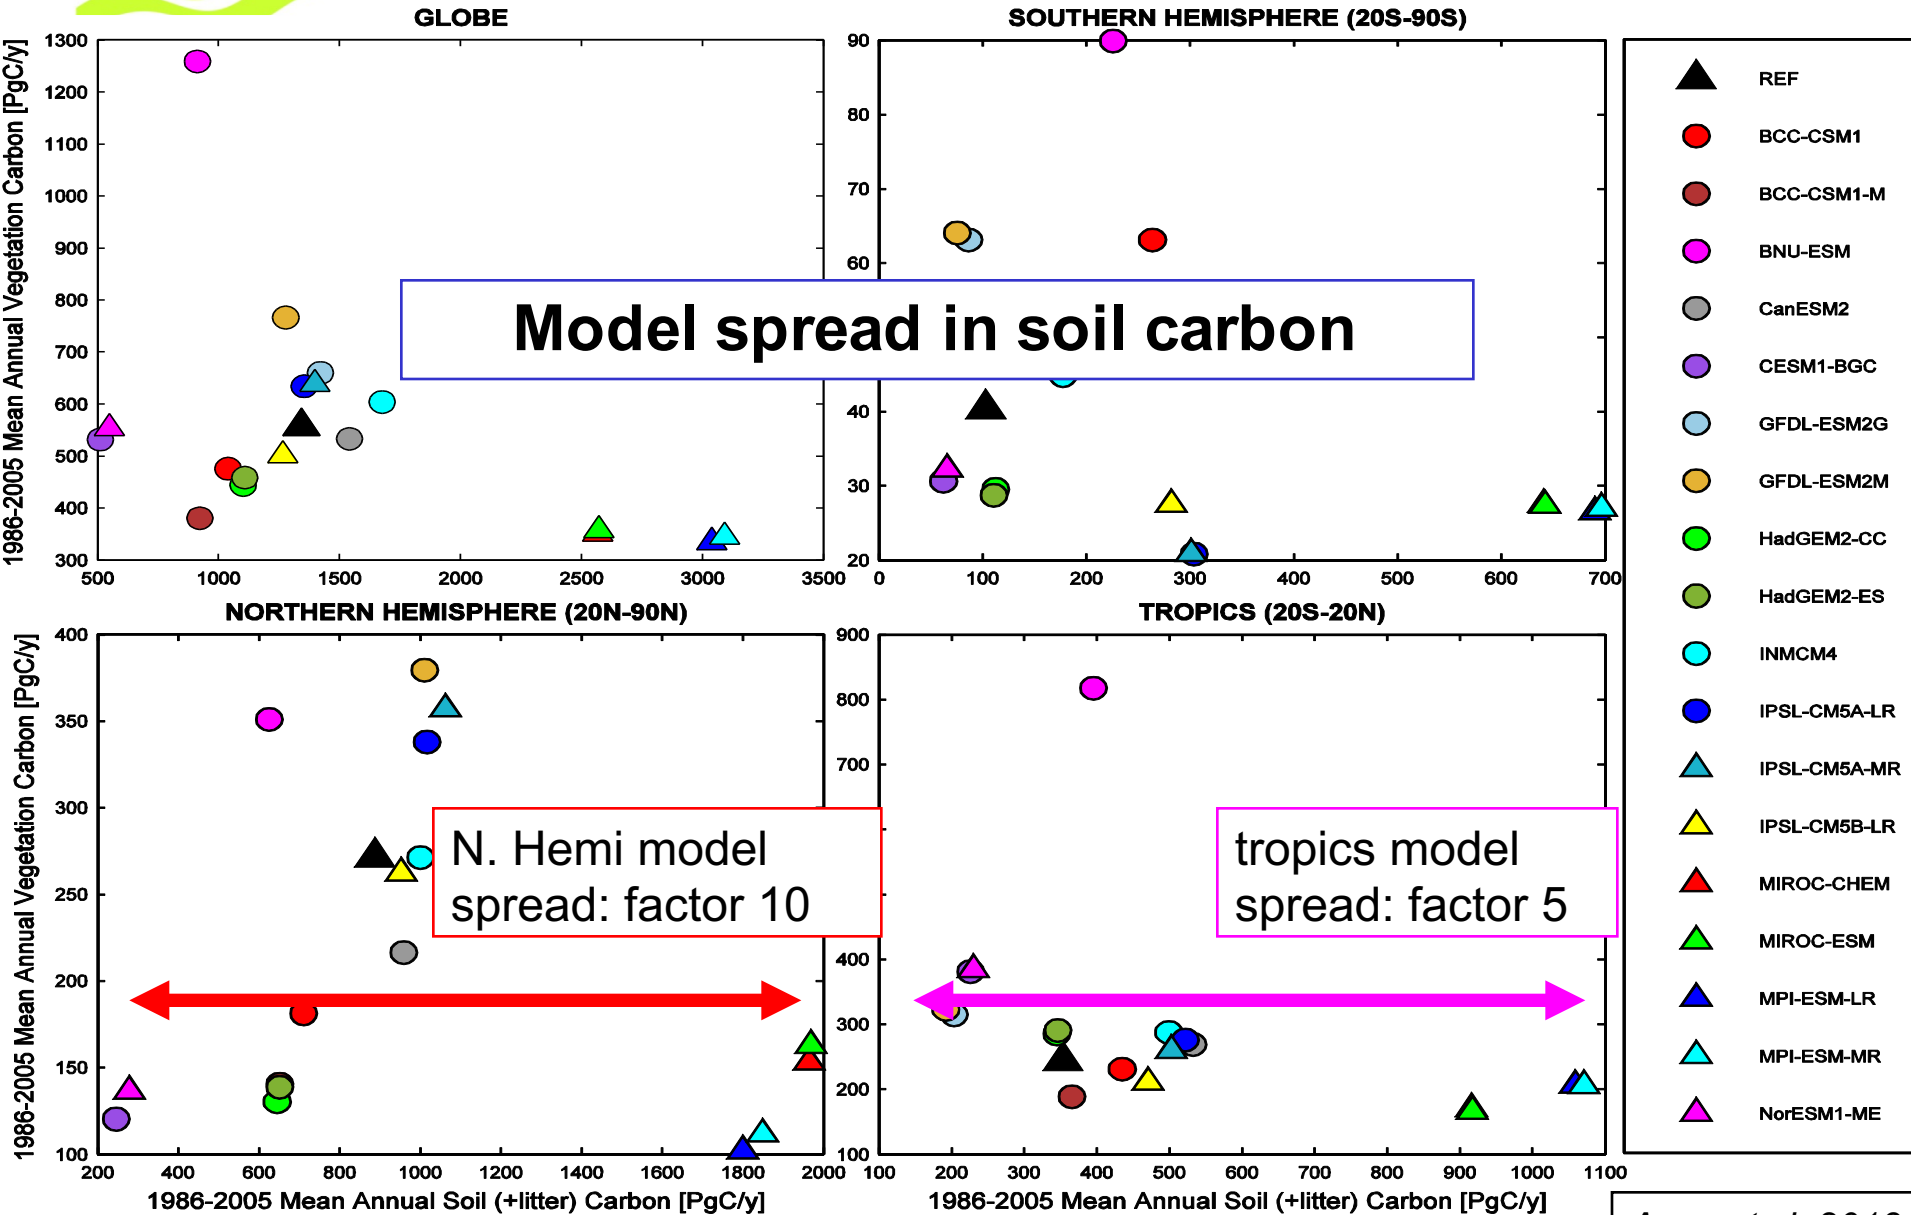 GLOBE
SOUTHERN HEMISPHERE (20S-90S)
1986-2005 Mean Annual Vegetation Carbon [PgC/y]
1300
1200
1100
1000
900
800
700
600
500
400
300
500 1000 1500 2000 2500 3000 3500
90
80
70
60
40
30
20
0 100 200 300 400 500 600 700
Model spread in soil carbon
NORTHERN HEMISPHERE (20N-90N)
TROPICS (20S-20N)
1986-2005 Mean Annual Vegetation Carbon [PgC/y]
400
350
300
250
200
150
100
200 400 600 800 1000 1200 1400 1600 1800 2000
1986-2005 Mean Annual Soil (+litter) Carbon [PgC/y]
N. Hemi model
spread: factor 10
900
800
700
400
300
200
100
100 200 300 400 500 600 700 800 900 1000 1100
1986-2005 Mean Annual Soil (+litter) Carbon [PgC/y]
tropics model
spread: factor 5
REF
BCC-CSM1
BCC-CSM1-M
BNU-ESM
CanESM2
CESM1-BGC
GFDL-ESM2G
GFDL-ESM2M
HadGEM2-CC
HadGEM2-ES
INMCM4
IPSL-CM5A-LR
IPSL-CM5A-MR
IPSL-CM5B-LR
MIROC-CHEM
MIROC-ESM
MPI-ESM-LR
MPI-ESM-MR
NorESM1-ME